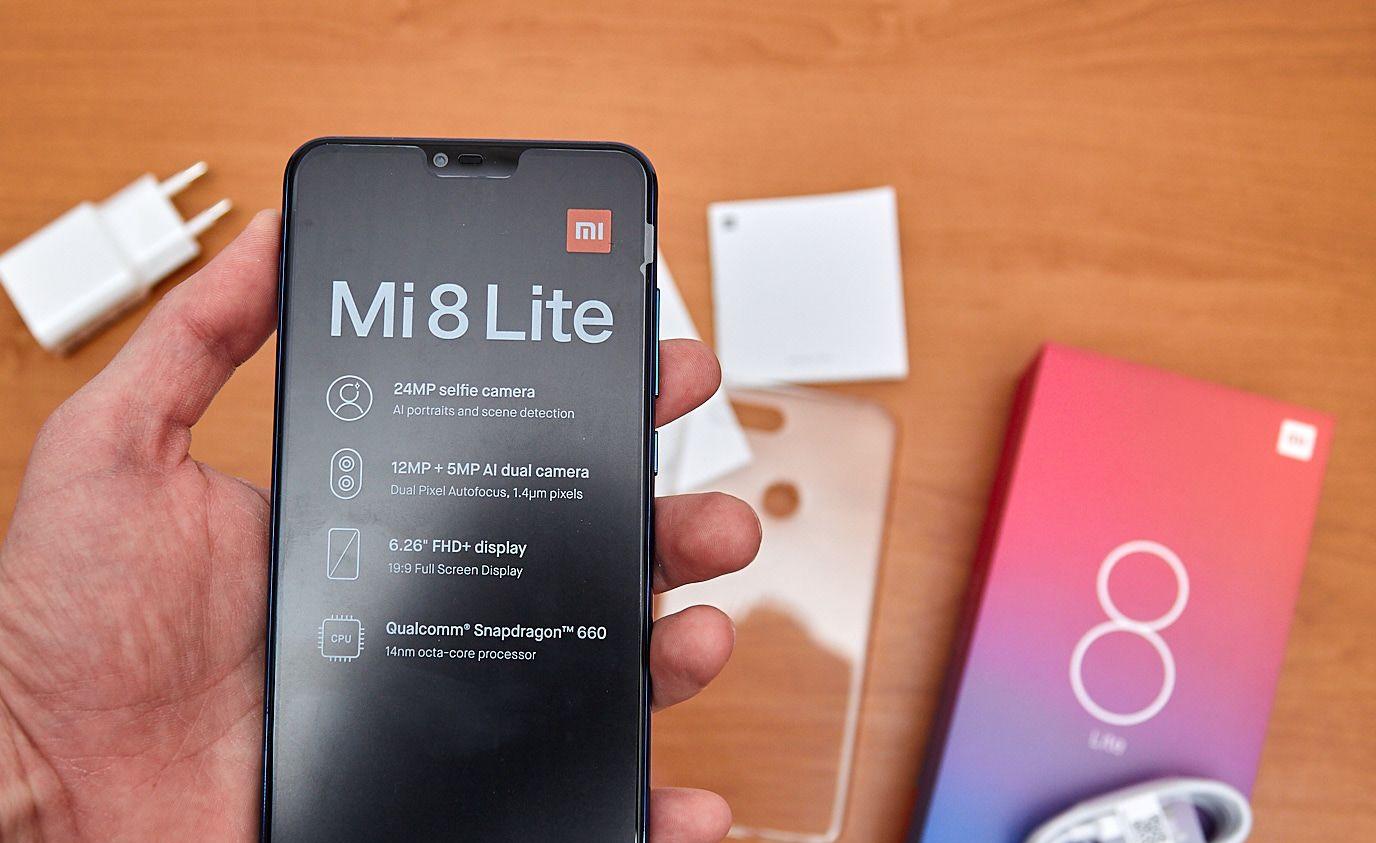 mi
Mi 8 Lite
24MP selfie camera
AI portraits and scene detection
12MP + 5MP AI dual camera
Dual Pixel Autofocus, 1.4μm pixels
6.26" FHD+ display
19:9 Full Screen Display
CPU
Qualcomm® Snapdragon™ 660
14nm octa-core processor
mi
8
Lite